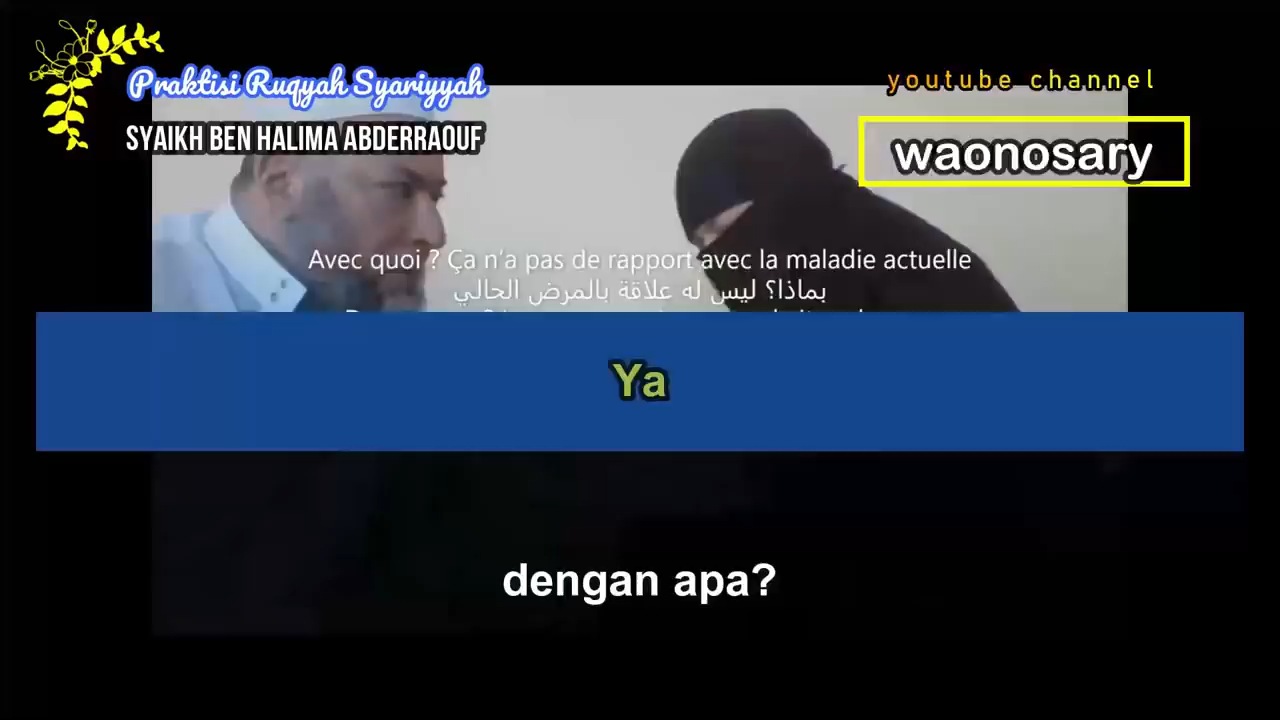 Praktisi Ruqyah Syariyyah
SYAIKH BEN HALIMA ABDERRAOUF
youtube channel
waonosary
Avec quoi ? Ça n'a pas de rapport avec la maladie actuelle
بماذا؟ ليس له علاقة بالمرض الحالي
Ya
dengan apa?